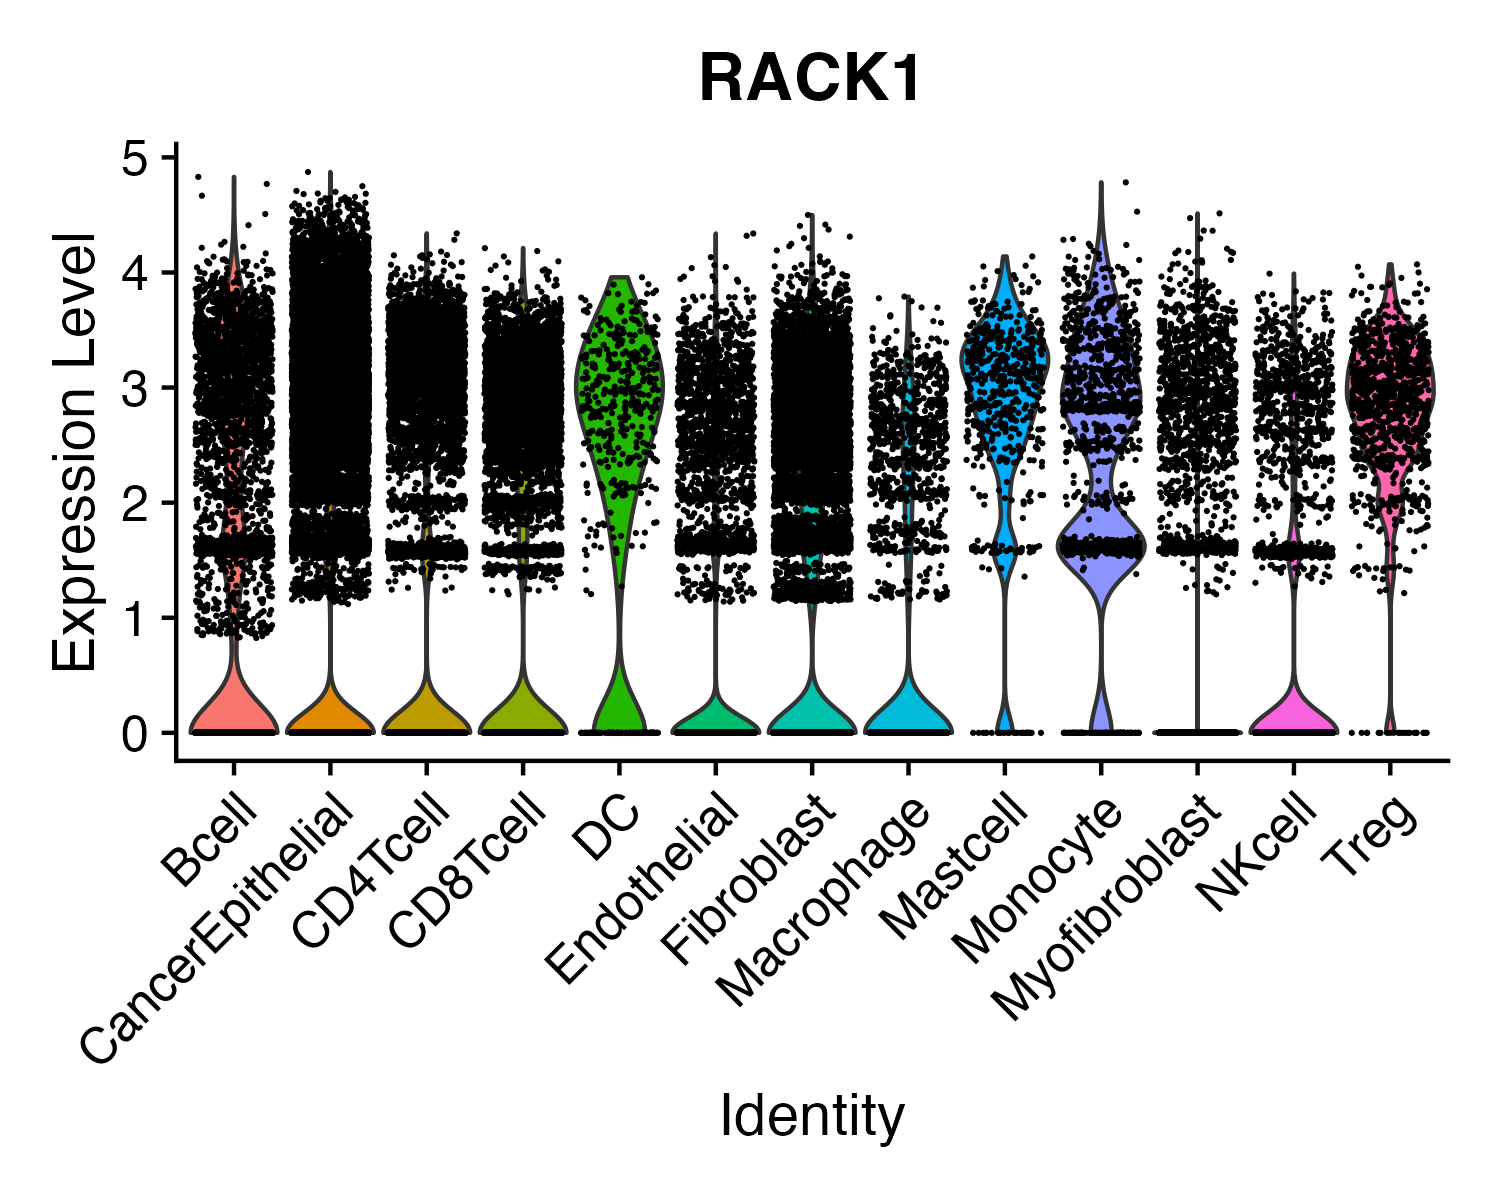 RACK1
Expression Level
5
4
3
2
1
0
Bcell
CancerEpithelial
CD4Tcell
CD8Tcell
DC
Endothelial
Fibroblast
Macrophage
Mastcell
Monocyte
Myofibroblast
NKcell
Treg
Identity